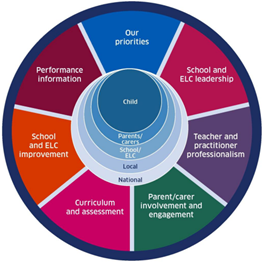 Our
priorities
School and
ELC leadership
Teacher and
practitioner
professionalism
Parent/carer
involvement and
engagement
Curriculum
and assessment
School
and ELC
improvement
Performance
information
Child
Parents/
carers
School/
ELC
Local
National